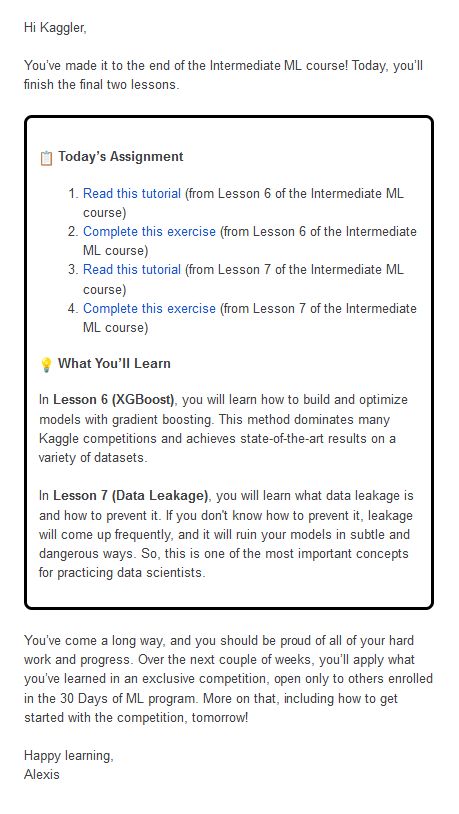 Hi Kaggler,
You’ve made it to the end of the Intermediate ML course! Today, you’ll
finish the final two lessons.
📋 Today’s Assignment
1. Read this tutorial (from Lesson 6 of the Intermediate ML
course)
2. Complete this exercise (from Lesson 6 of the Intermediate
ML course)
3. Read this tutorial (from Lesson 7 of the Intermediate ML
course)
4. Complete this exercise (from Lesson 7 of the Intermediate
ML course)
💡 What You’ll Learn
In Lesson 6 (XGBoost), you will learn how to build and optimize
models with gradient boosting. This method dominates many
Kaggle competitions and achieves state-of-the-art results on a
variety of datasets.
In Lesson 7 (Data Leakage), you will learn what data leakage is
and how to prevent it. If you don't know how to prevent it, leakage
will come up frequently, and it will ruin your models in subtle and
dangerous ways. So, this is one of the most important concepts
for practicing data scientists.
You’ve come a long way, and you should be proud of all of your hard
work and progress. Over the next couple of weeks, you’ll apply what
you’ve learned in an exclusive competition, open only to others enrolled
in the 30 Days of ML program. More on that, including how to get
started with the competition, tomorrow!
Happy learning,
Alexis